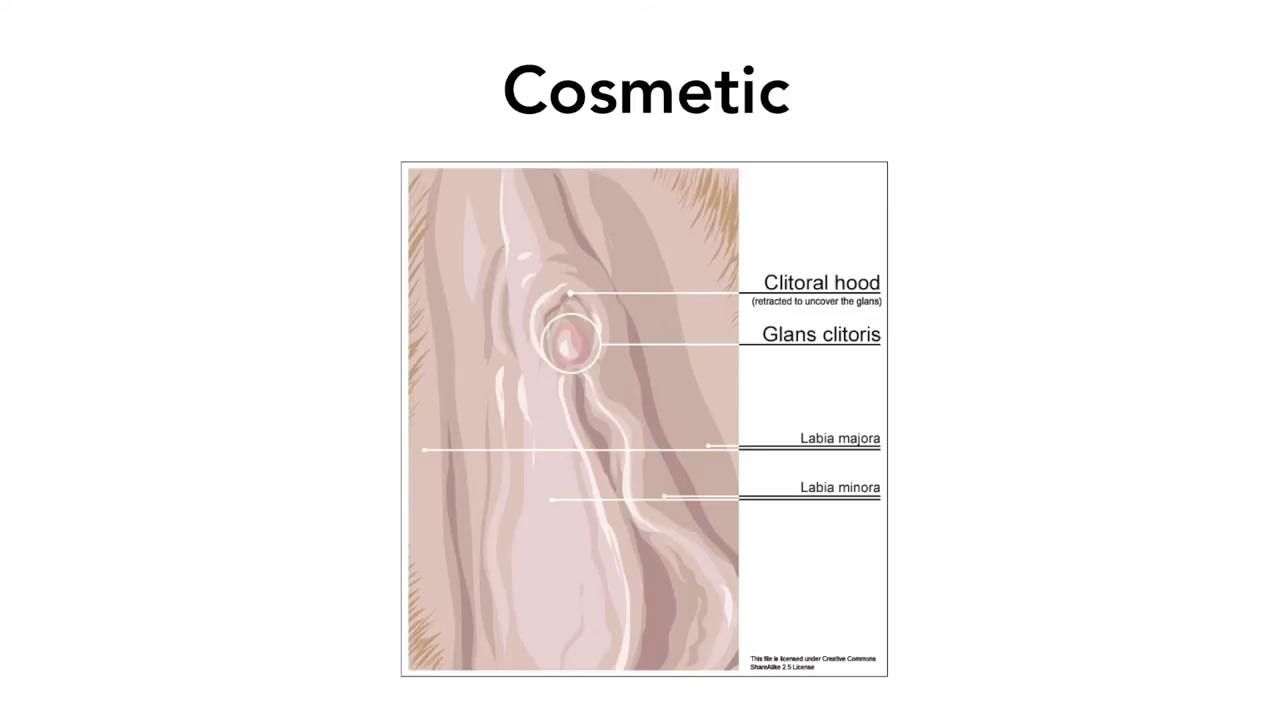 Cosmetic
Clitoral hood
(retracted to uncover the glans)
Glans clitoris
Labia majora
Labia minora
This file is licensed under Creative Commons
ShareAlike 2.5 License